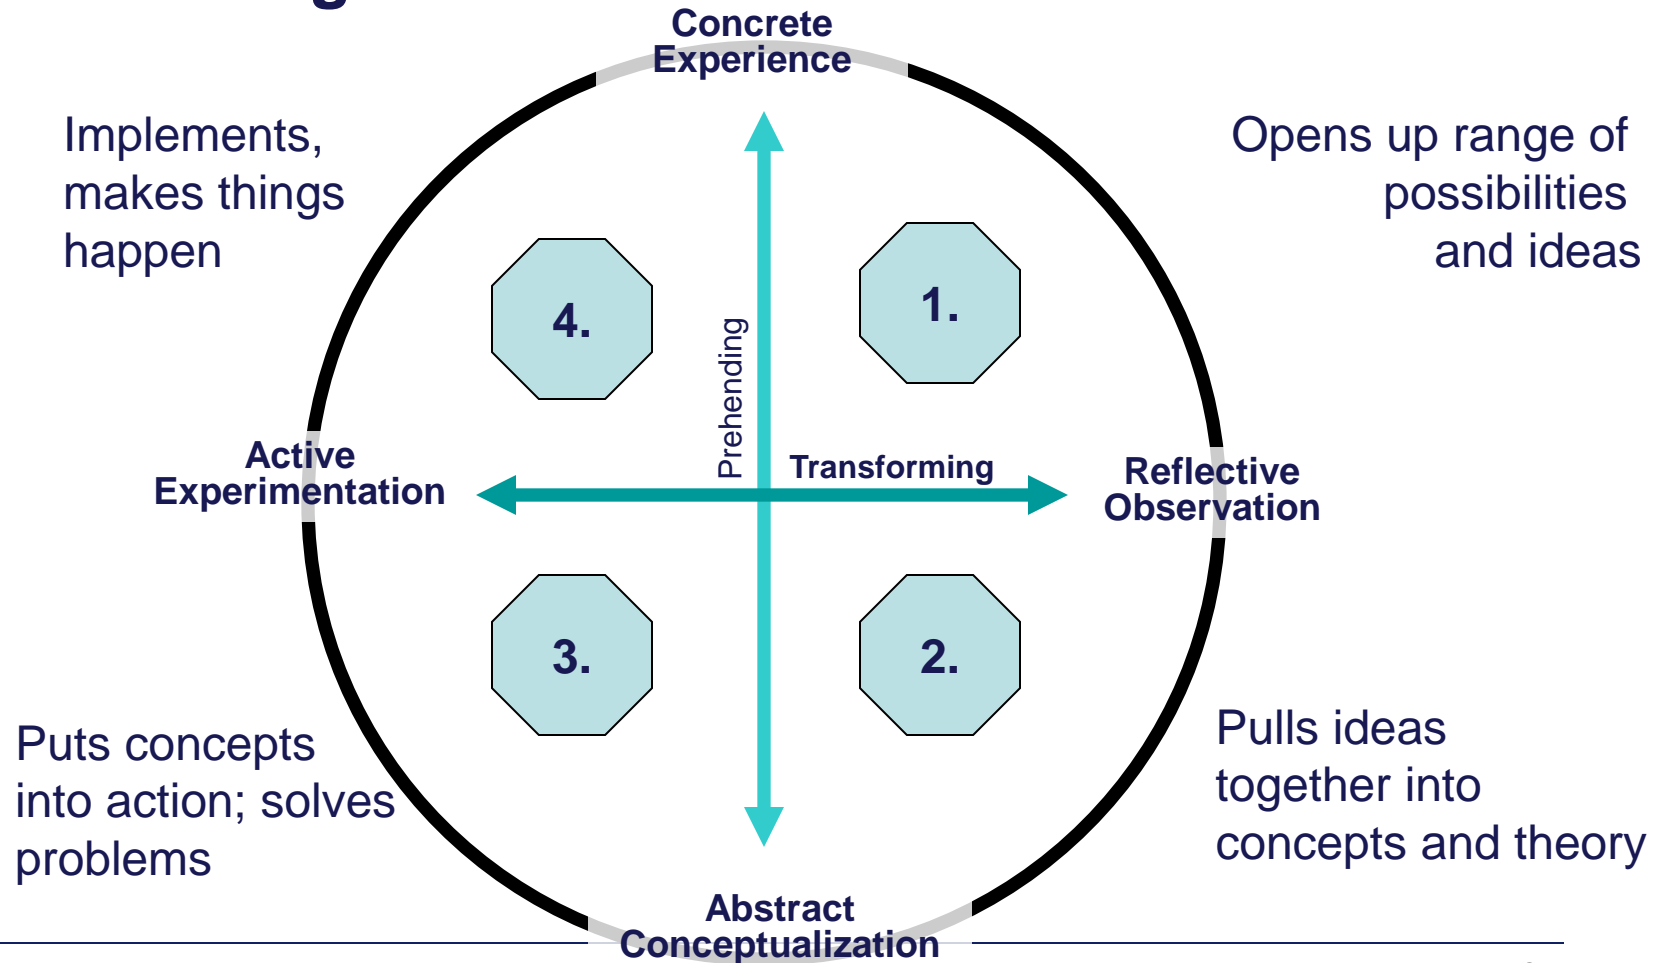 Concrete
Experience
Implements,
makes things
happen
Opens up range of
possibilities
and ideas
4.
1.
Prehending
Transforming
Active
Experimentation
Reflective
Observation
3.
2.
Puts concepts
into action; solves
problems
Pulls ideas
together into
concepts and theory
Abstract
Conceptualization